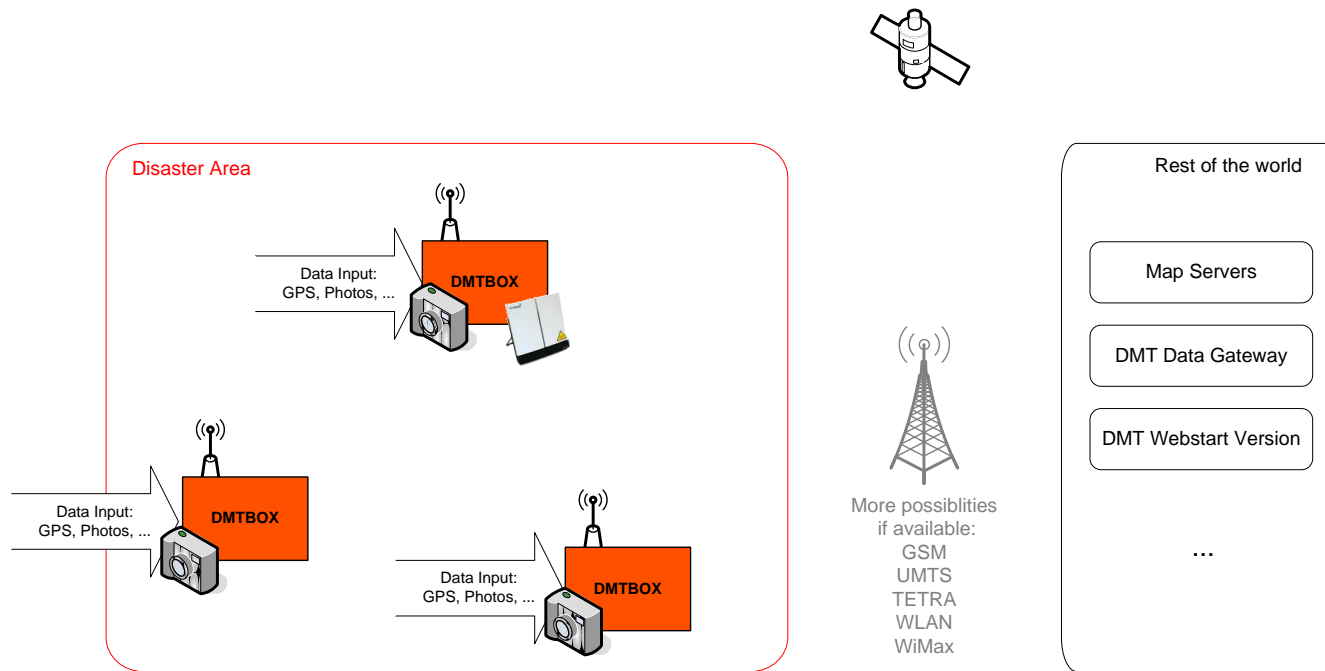 Disaster Area
Rest of the world
Data Input:
GPS, Photos, ...
DMTBOX
Map Servers
DMT Data Gateway
DMT Webstart Version
...
Data Input:
GPS, Photos, ...
DMTBOX
Data Input:
GPS, Photos, ...
DMTBOX
More possiblities
if available:
GSM
UMTS
TETRA
WLAN
WiMax